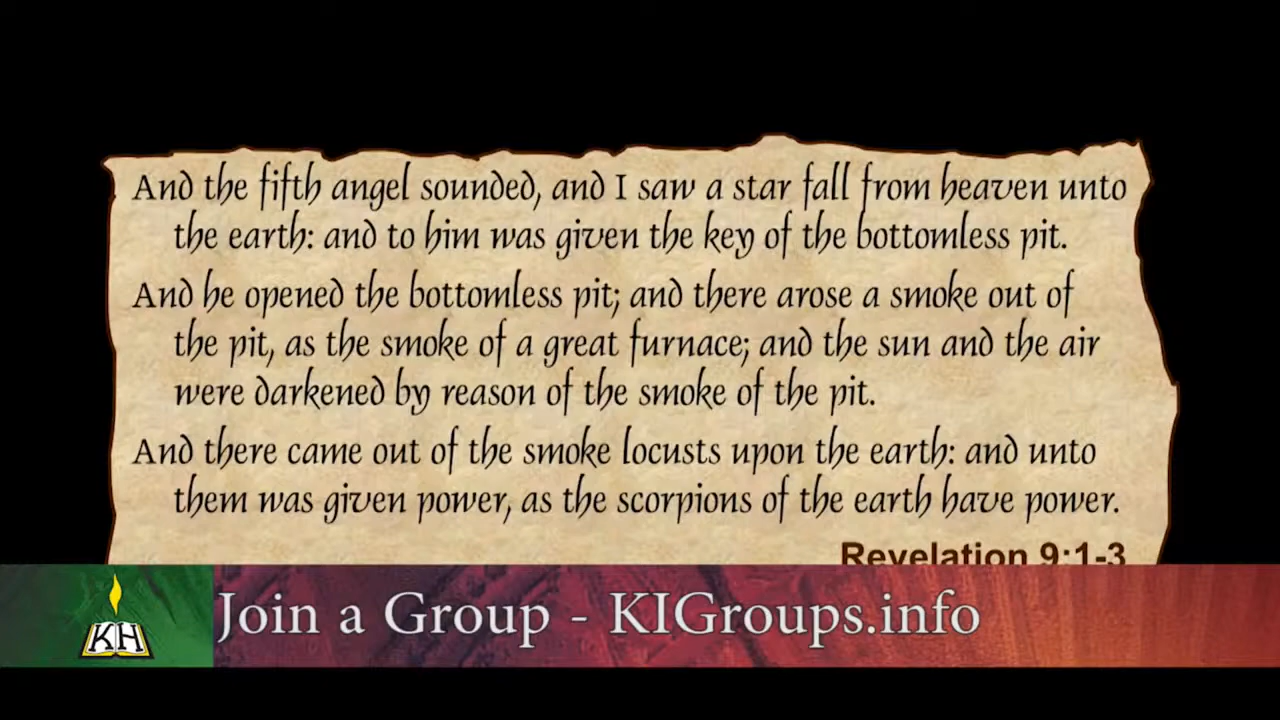 And the fifth angel sounded, and I saw a star fall from heaven unto
the earth: and to him was given the key of the bottomless pit.
And he opened the bottomless pit; and there arose a smoke out of
the pit, as the smoke of a great furnace; and the sun and the air
were darkened by reason of the smoke of the pit.
And there came out of the smoke locusts upon the earth: and unto
them was given power, as the scorpions of the earth have power.
Revelation 9:1-3
KH
Join a Group - KIGroups.info